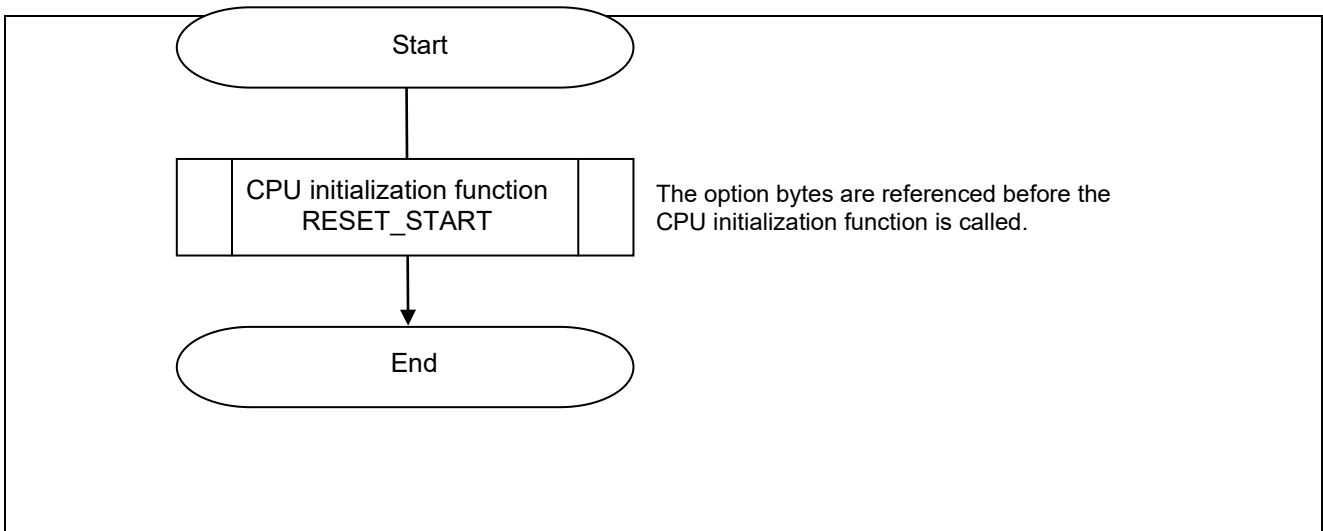 Start
CPU initialization function
RESET_START
The option bytes are referenced before the
CPU initialization function is called.
End